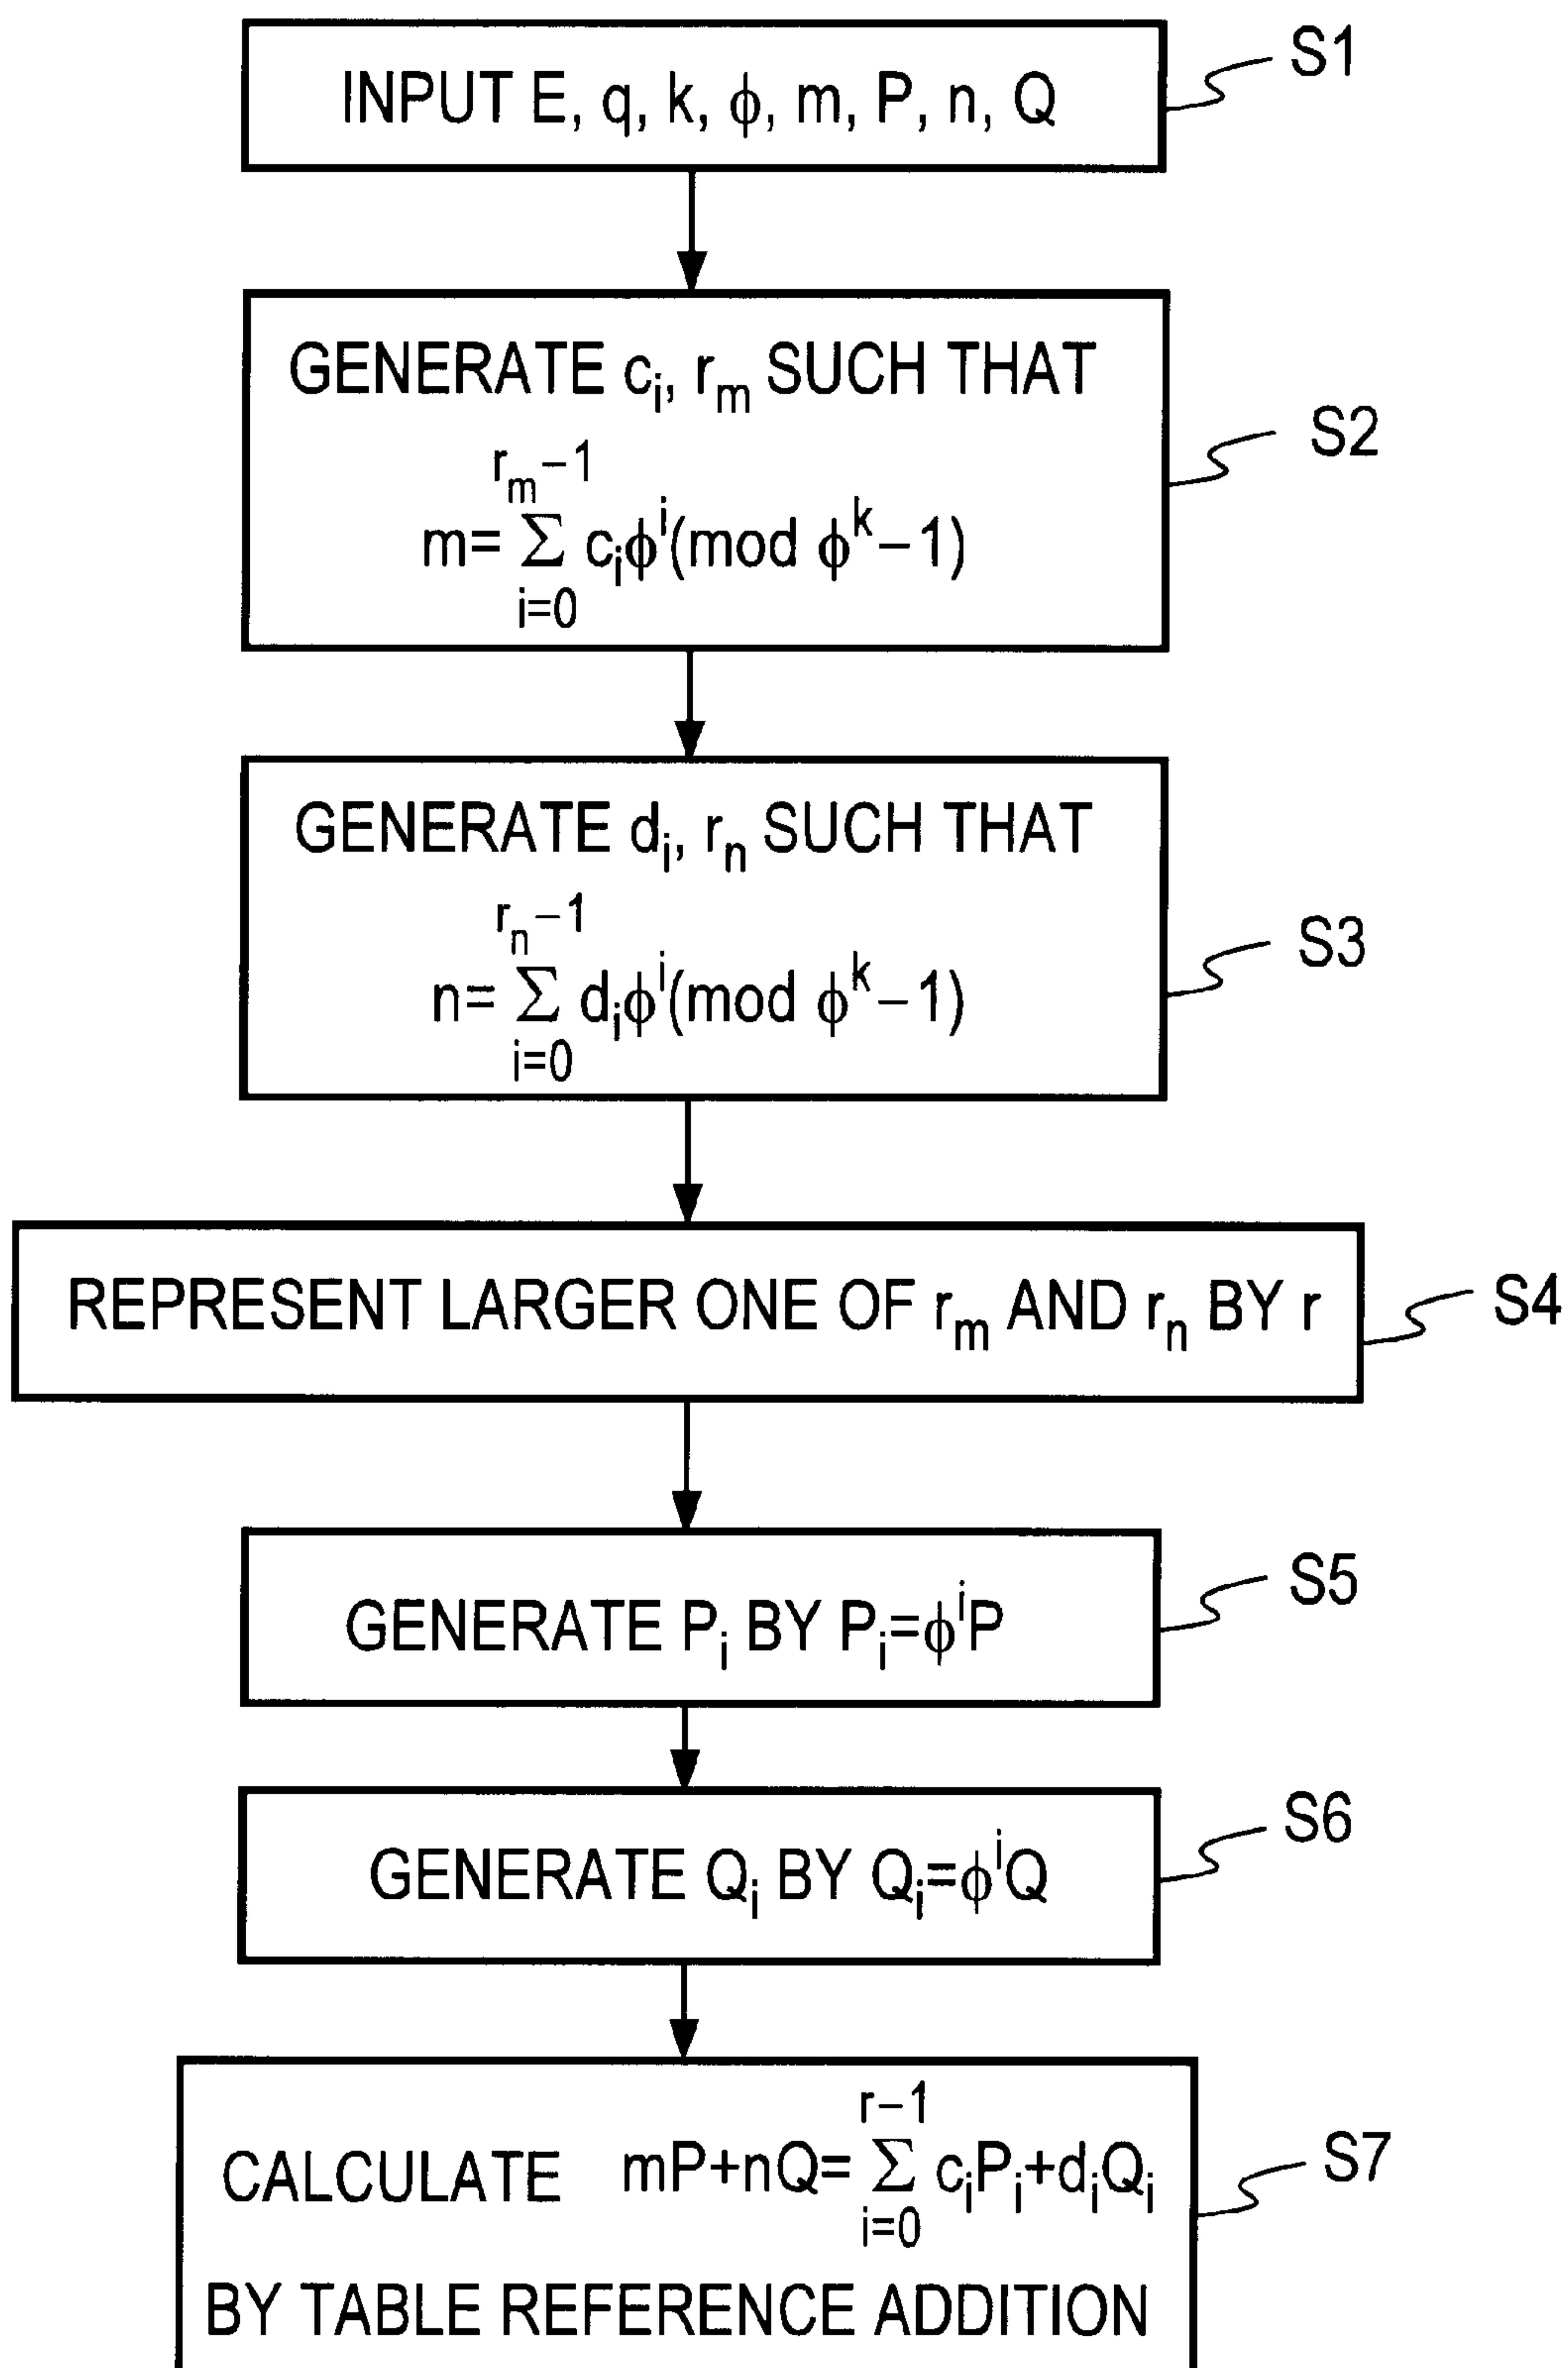 INPUT E, q, k, ϕ, m, P, n, Q
S1
GENERATE c_i, r_m SUCH THAT
r_m−1
m=Σ c_iϕ^i(mod ϕ^k−1)
i=0
S2
GENERATE d_i, r_n SUCH THAT
r_n−1
n=Σ d_iϕ^i(mod ϕ^k−1)
i=0
S3
REPRESENT LARGER ONE OF r_m AND r_n BY r
S4
GENERATE P_i BY P_i=ϕ^iP
S5
GENERATE Q_i BY Q_i=ϕ^iQ
S6
r−1
CALCULATE mP+nQ=Σ c_iP_i+d_iQ_i
i=0
BY TABLE REFERENCE ADDITION
S7